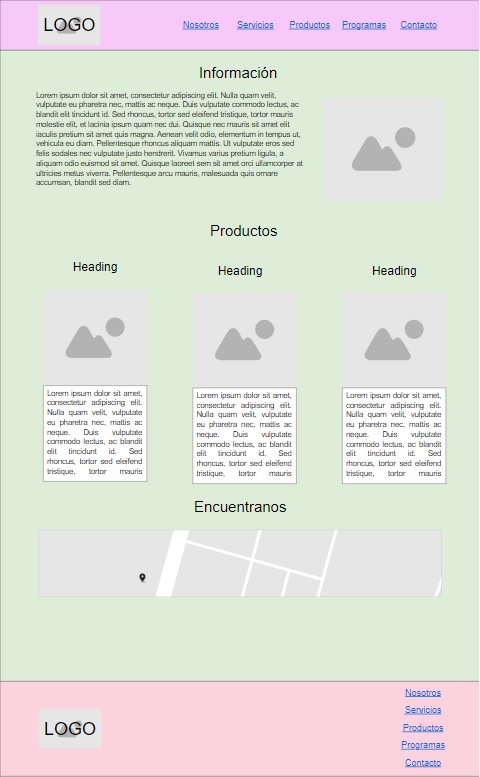 LOGO
Nosotros Servicios Productos Programas Contacto
Información
Lorem ipsum dolor sit amet, consectetur adipiscing elit. Nulla quam velit,
vulputate eu pharetra nec, mattis ac neque. Duis vulputate commodo lectus, ac
blandit elit tincidunt id. Sed rhoncus, tortor sed eleifend tristique, tortor mauris
molestie elit, et lacinia ipsum quam nec dui. Quisque nec mauris sit amet elit
iaculis pretium sit amet quis magna. Aenean velit odio, elementum in tempus ut,
vehicula eu diam. Pellentesque rhoncus aliquam mattis. Ut vulputate eros sed
felis sodales nec vulputate justo hendrerit. Vivamus varius pretium ligula, a
aliquam odio euismod sit amet. Quisque laoreet sem sit amet orci ullamcorper at
ultricies metus viverra. Pellentesque arcu mauris, malesuada quis ornare
accumsan, blandit sed diam.
Productos
Heading
Lorem ipsum dolor sit amet,
consectetur adipiscing elit.
Nulla quam velit, vulputate
eu pharetra nec, mattis ac
neque. Duis vulputate
commodo lectus, ac blandit
elit tincidunt id. Sed
rhoncus, tortor sed eleifend
tristique, tortor mauris
Heading
Lorem ipsum dolor sit amet,
consectetur adipiscing elit.
Nulla quam velit, vulputate
eu pharetra nec, mattis ac
neque. Duis vulputate
commodo lectus, ac blandit
elit tincidunt id. Sed
rhoncus, tortor sed eleifend
tristique, tortor mauris
Heading
Lorem ipsum dolor sit amet,
consectetur adipiscing elit.
Nulla quam velit, vulputate
eu pharetra nec, mattis ac
neque. Duis vulputate
commodo lectus, ac blandit
elit tincidunt id. Sed
rhoncus, tortor sed eleifend
tristique, tortor mauris
Encuentranos
LOGO
Nosotros
Servicios
Productos
Programas
Contacto